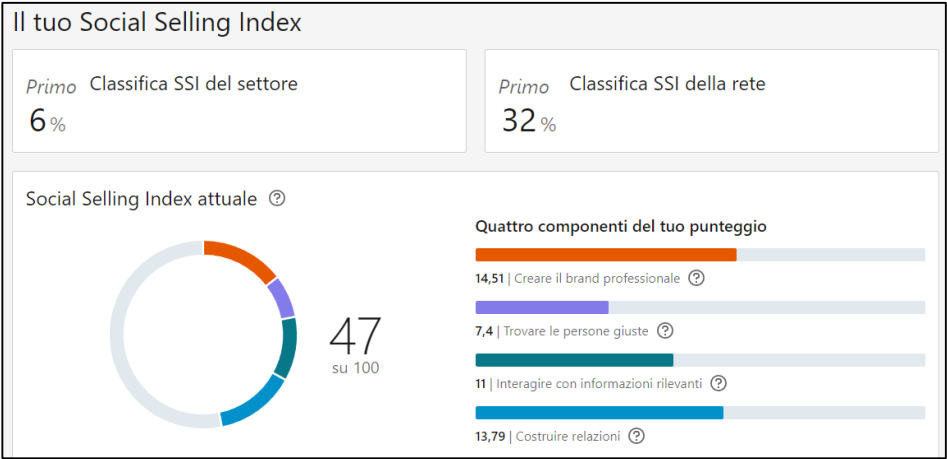 Il tuo Social Selling Index
Primo Classifica SSI del settore
6 %
Primo Classifica SSI della rete
32 %
Social Selling Index attuale ?
47
su 100
Quattro componenti del tuo punteggio
14,51 | Creare il brand professionale ?
7,4 | Trovare le persone giuste ?
11 | Interagire con informazioni rilevanti ?
13,79 | Costruire relazioni ?